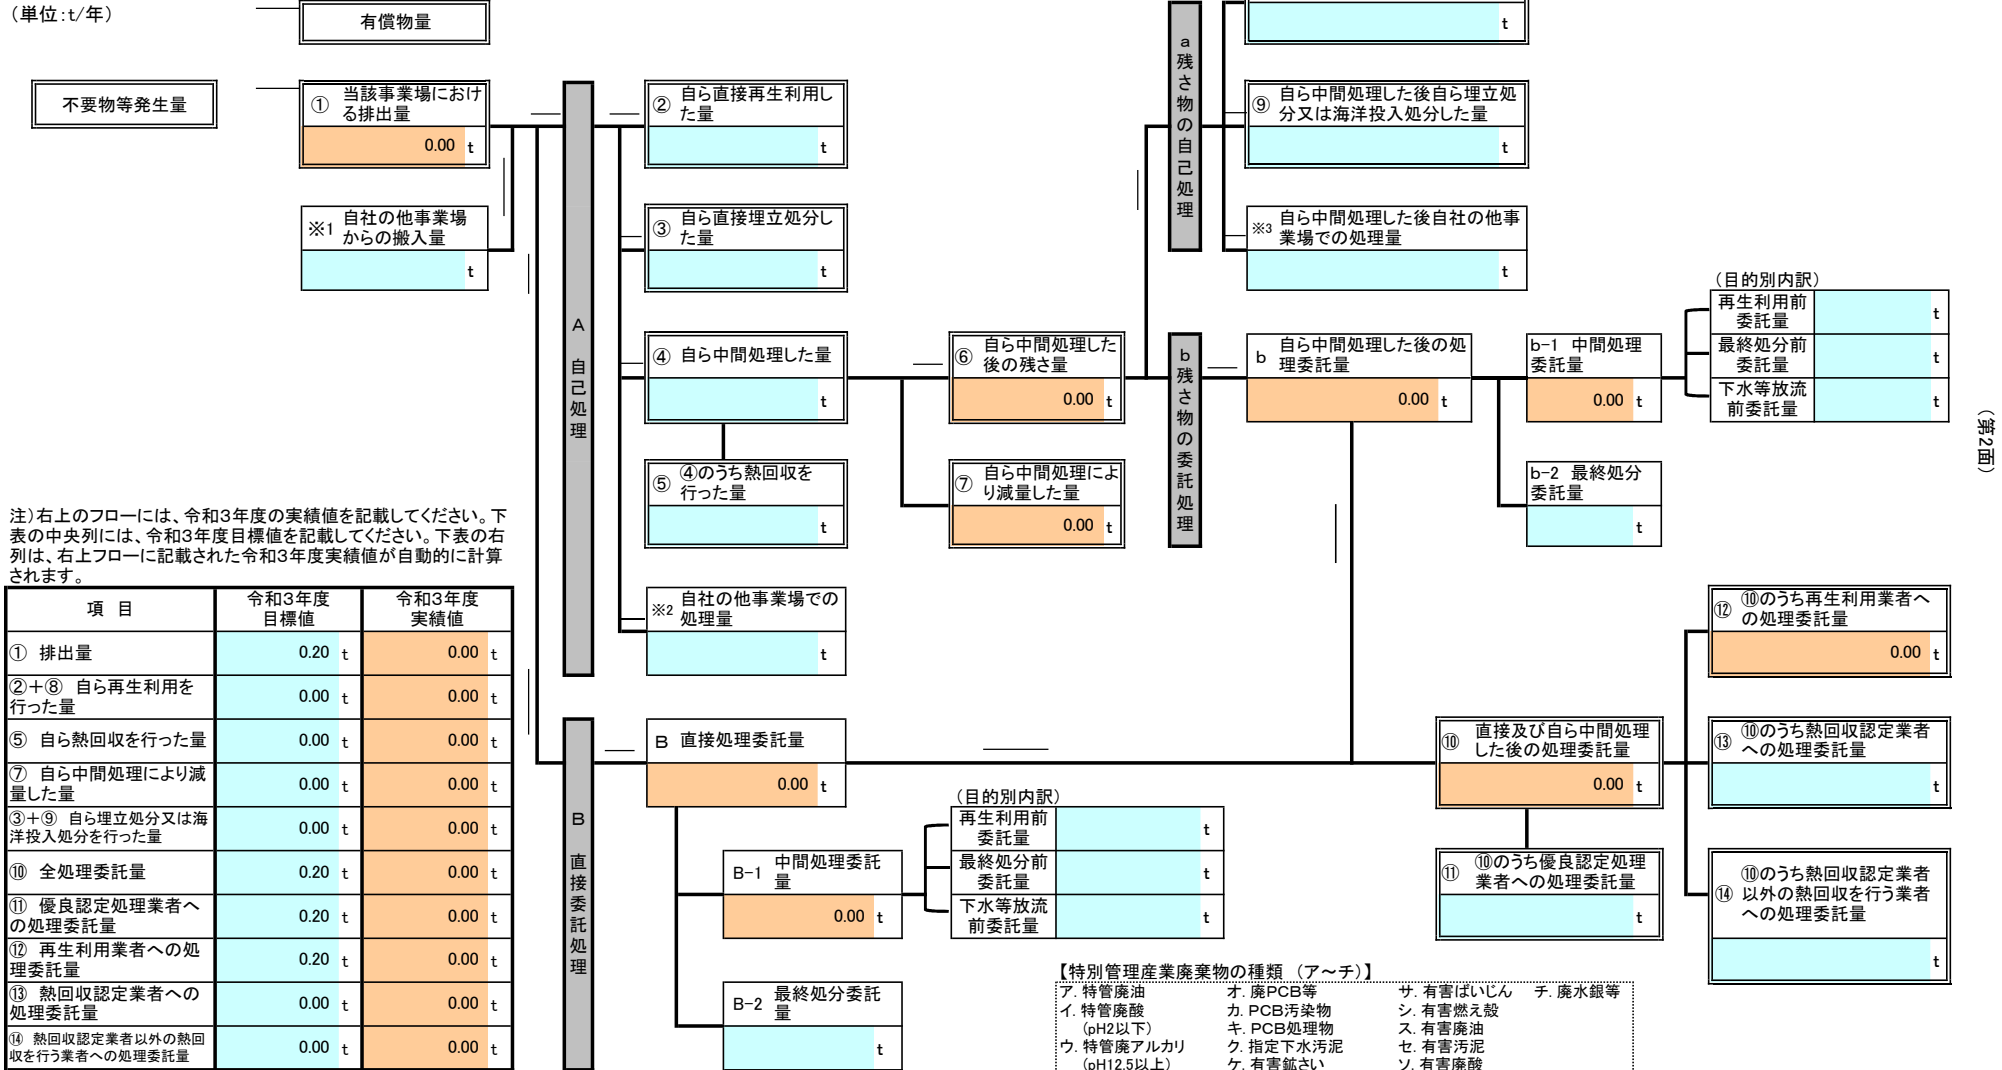 （単位：t/年）
有償物量
不要物等発生量
① 当該事業場におけ
る排出量
0.00 t
※1 自社の他事業場
からの搬入量
t
A 自己処理
② 自ら直接再生利用し
た量
t
③ 自ら直接埋立処分し
た量
t
④ 自ら中間処理した量
t
⑤ ④のうち熱回収を
行った量
t
※2 自社の他事業場での
処理量
t
⑥ 自ら中間処理した
後の残さ量
0.00 t
⑦ 自ら中間処理によ
り減量した量
0.00 t
a 残さ物の自己処理
t
⑨ 自ら中間処理した後自ら埋立処
分又は海洋投入処分した量
t
※3 自ら中間処理した後自社の他事
業場での処理量
t
b 残さ物の委託処理
b 自ら中間処理した後の処
理委託量
0.00 t
b-1 中間処理
委託量
0.00 t
b-2 最終処分
委託量
t
（目的別内訳）
再生利用前
委託量 t
最終処分前
委託量 t
下水等放流
前委託量 t
（第2面）
注）右上のフローには、令和3年度の実績値を記載してください。下
表の中央列には、令和3年度目標値を記載してください。下表の右
列は、右上フローに記載された令和3年度実績値が自動的に計算
されます。
項 目 令和3年度
目標値 令和3年度
実績値
① 排出量 0.20 t 0.00 t
②＋⑧ 自ら再生利用を
行った量 0.00 t 0.00 t
⑤ 自ら熱回収を行った量 0.00 t 0.00 t
⑦ 自ら中間処理により減
量した量 0.00 t 0.00 t
③＋⑨ 自ら埋立処分又は海
洋投入処分を行った量 0.00 t 0.00 t
⑩ 全処理委託量 0.20 t 0.00 t
⑪ 優良認定処理業者へ
の処理委託量 0.20 t 0.00 t
⑫ 再生利用業者への処
理委託量 0.20 t 0.00 t
⑬ 熱回収認定業者への
処理委託量 0.00 t 0.00 t
⑭ 熱回収認定業者以外の熱回
収を行う業者への処理委託量 0.00 t 0.00 t
B 直接委託処理
B 直接処理委託量
0.00 t
B-1 中間処理委託
量
0.00 t
B-2 最終処分委託
量
t
（目的別内訳）
再生利用前
委託量 t
最終処分前
委託量 t
下水等放流
前委託量 t
⑩ 直接及び自ら中間処理
した後の処理委託量
0.00 t
⑪ ⑩のうち優良認定処理
業者への処理委託量
t
⑫ ⑩のうち再生利用業者へ
の処理委託量
0.00 t
⑬ ⑩のうち熱回収認定業者
への処理委託量
t
⑭ ⑩のうち熱回収認定業者
以外の熱回収を行う業者
への処理委託量
t
【特別管理産業廃棄物の種類 （ア～チ）】
ア. 特管廃油 オ. 廃PCB等 サ. 有害ばいじん チ. 廃水銀等
イ. 特管廃酸 カ. PCB汚染物 シ. 有害燃え殻
（pH2以下） キ. PCB処理物 ス. 有害廃油
ウ. 特管廃アルカリ ク. 指定下水汚泥 セ. 有害汚泥
（pH12.5以上） ケ. 有害鉱さい ソ. 有害廃酸